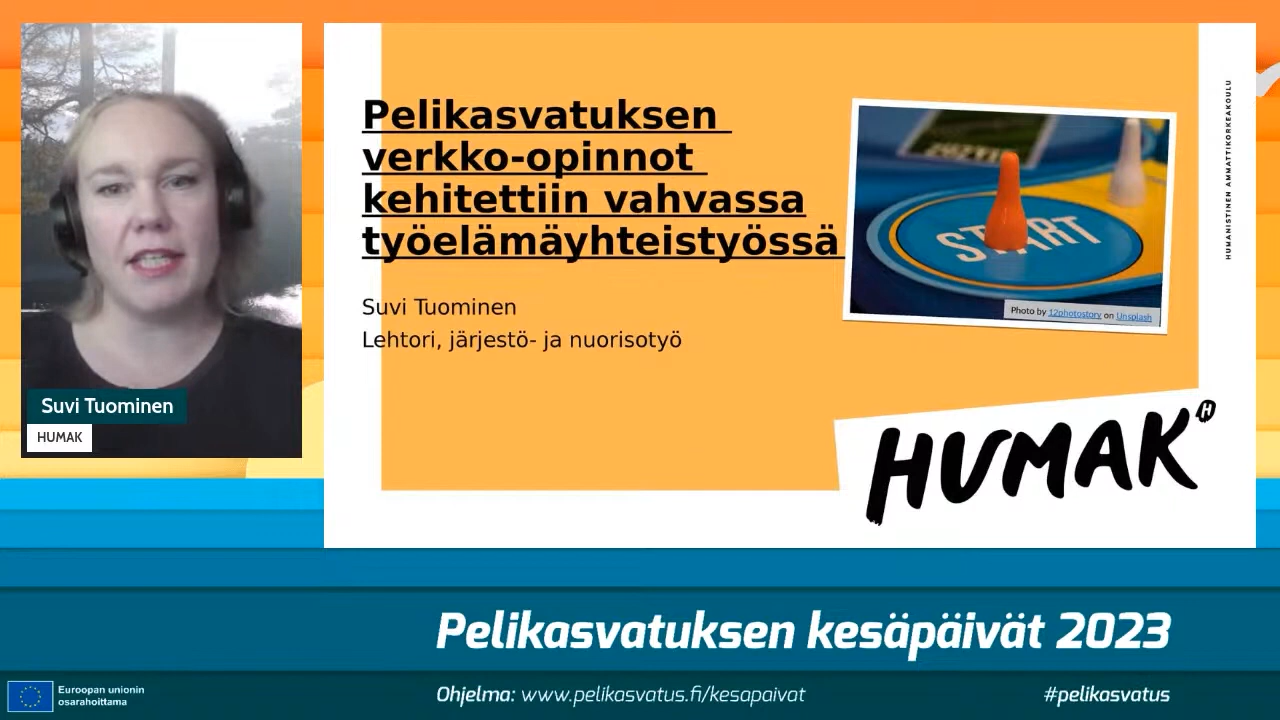 Pelikasvatuksen
verkko-opinnot
kehitettiin vahvassa
työelämäyhteistyössä
Suvi Tuominen
Lehtori, järjestö- ja nuorisotyö
START
Photo by 12photostory on Unsplash
HUMANISTINEN AMMATTIKORKEAKOULU
HUMAK
H
Suvi Tuominen
HUMAK
Pelikasvatuksen kesäpäivät 2023
Euroopan unionin
osarahoittama
Ohjelma: www.pelikasvatus.fi/kesapaivat
#pelikasvatus